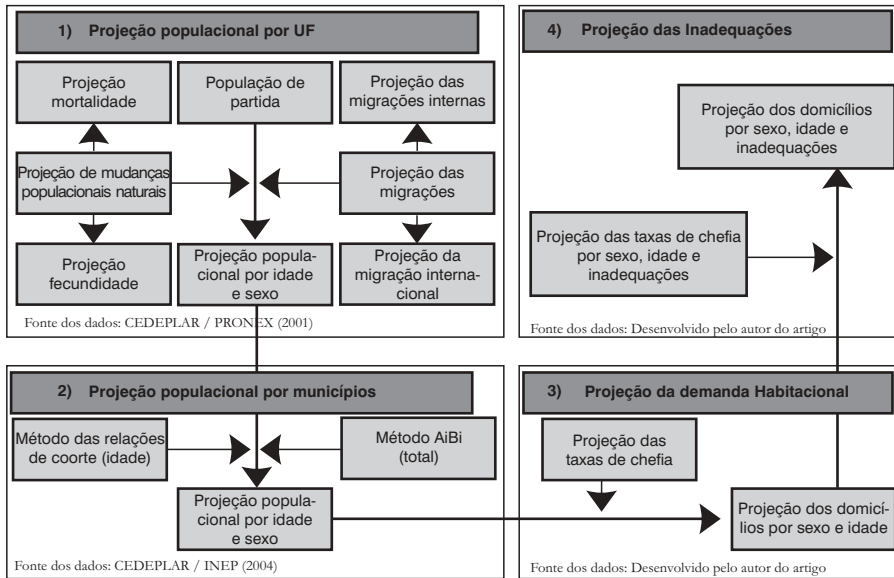 1) Projeção populacional por UF
Projeção
mortalidade
População de
partida
Projeção das
migrações internas
Projeção de mudanças
populacionais naturais
Projeção das
migrações
Projeção
fecundidade
Projeção popula-
cional por idade
e sexo
Projeção da
migração interna-
cional
Fonte dos dados: CEDEPLAR / PRONEX (2001)
4) Projeção das Inadequações
Projeção dos domicílios
por sexo, idade e
inadequações
Projeção das taxas de chefia
por sexo, idade e
inadequações
Fonte dos dados: Desenvolvido pelo autor do artigo
2) Projeção populacional por municípios
Método das relações
de coorte (idade)
Método AiBi
(total)
Projeção popula-
cional por idade e
sexo
Fonte dos dados: CEDEPLAR / INEP (2004)
3) Projeção da demanda Habitacional
Projeção das
taxas de chefia
Projeção dos domicí-
lios por sexo e idade
Fonte dos dados: Desenvolvido pelo autor do artigo